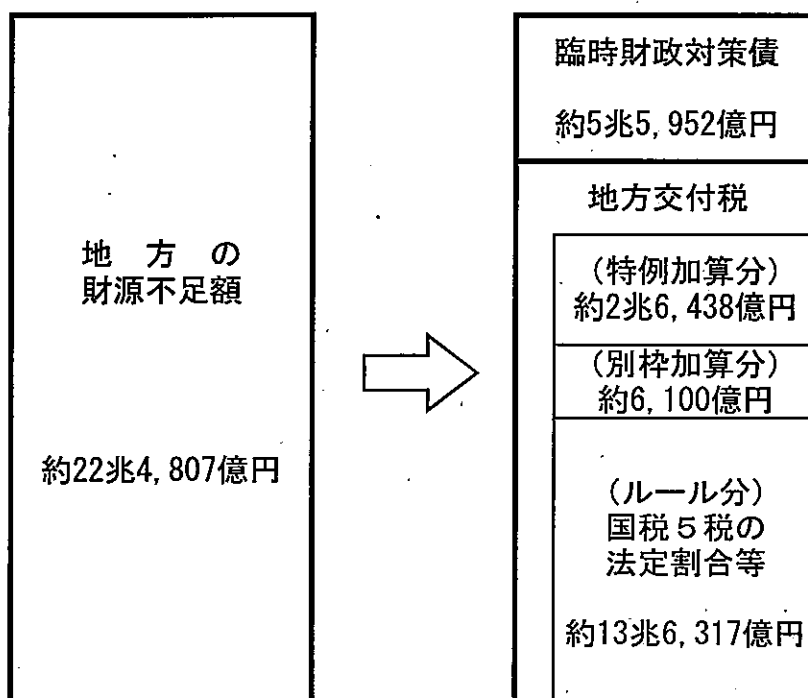 地方の
財源不足額
約22兆4,807億円
臨時財政対策債
約5兆5,952億円
地方交付税
(特例加算分)
約2兆6,438億円
(別枠加算分)
約6,100億円
(ルール分)
国税5税の
法定割合等
約13兆6,317億円